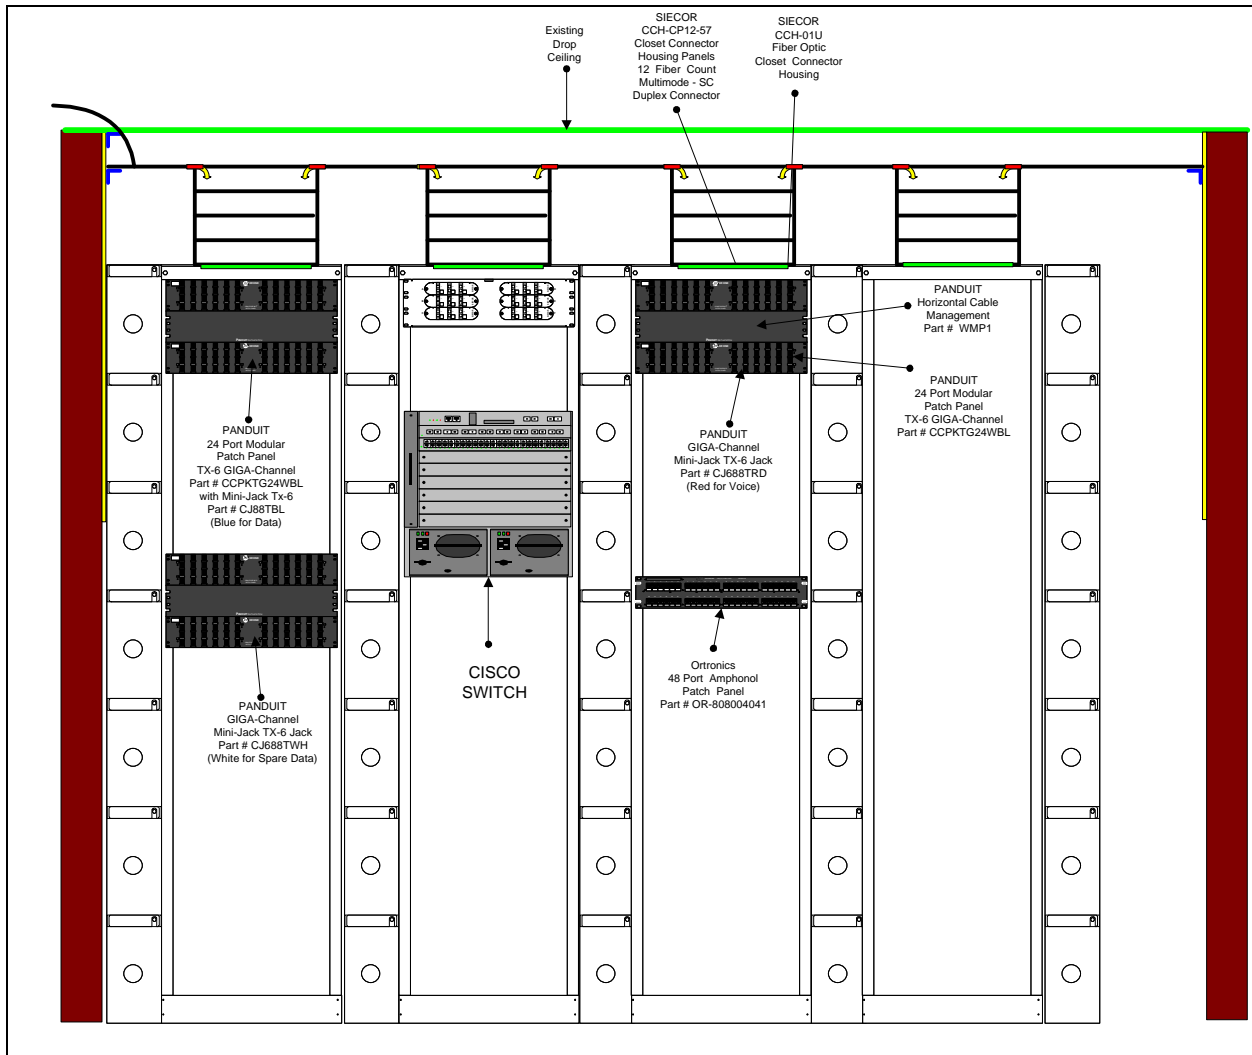 Existing
Drop
Ceiling
SIECOR
CCH-CP12-57
Closet Connector
Housing Panels
12 Fiber Count
Multimode - SC
Duplex Connector
SIECOR
CCH-01U
Fiber Optic
Closet Connector
Housing
PANDUIT
Horizontal Cable
Management
Part # WMP1
PANDUIT
24 Port Modular
Patch Panel
TX-6 GIGA-Channel
Part # CCPKTG24WBL
PANDUIT
24 Port Modular
Patch Panel
TX-6 GIGA-Channel
Part # CCPKTG24WBL
with Mini-Jack Tx-6
Part # CJ88TBL
(Blue for Data)
PANDUIT
GIGA-Channel
Mini-Jack TX-6 Jack
Part # CJ688TRD
(Red for Voice)
CISCO
SWITCH
Ortronics
48 Port Amphonol
Patch Panel
Part # OR-808004041
PANDUIT
GIGA-Channel
Mini-Jack TX-6 Jack
Part # CJ688TWH
(White for Spare Data)